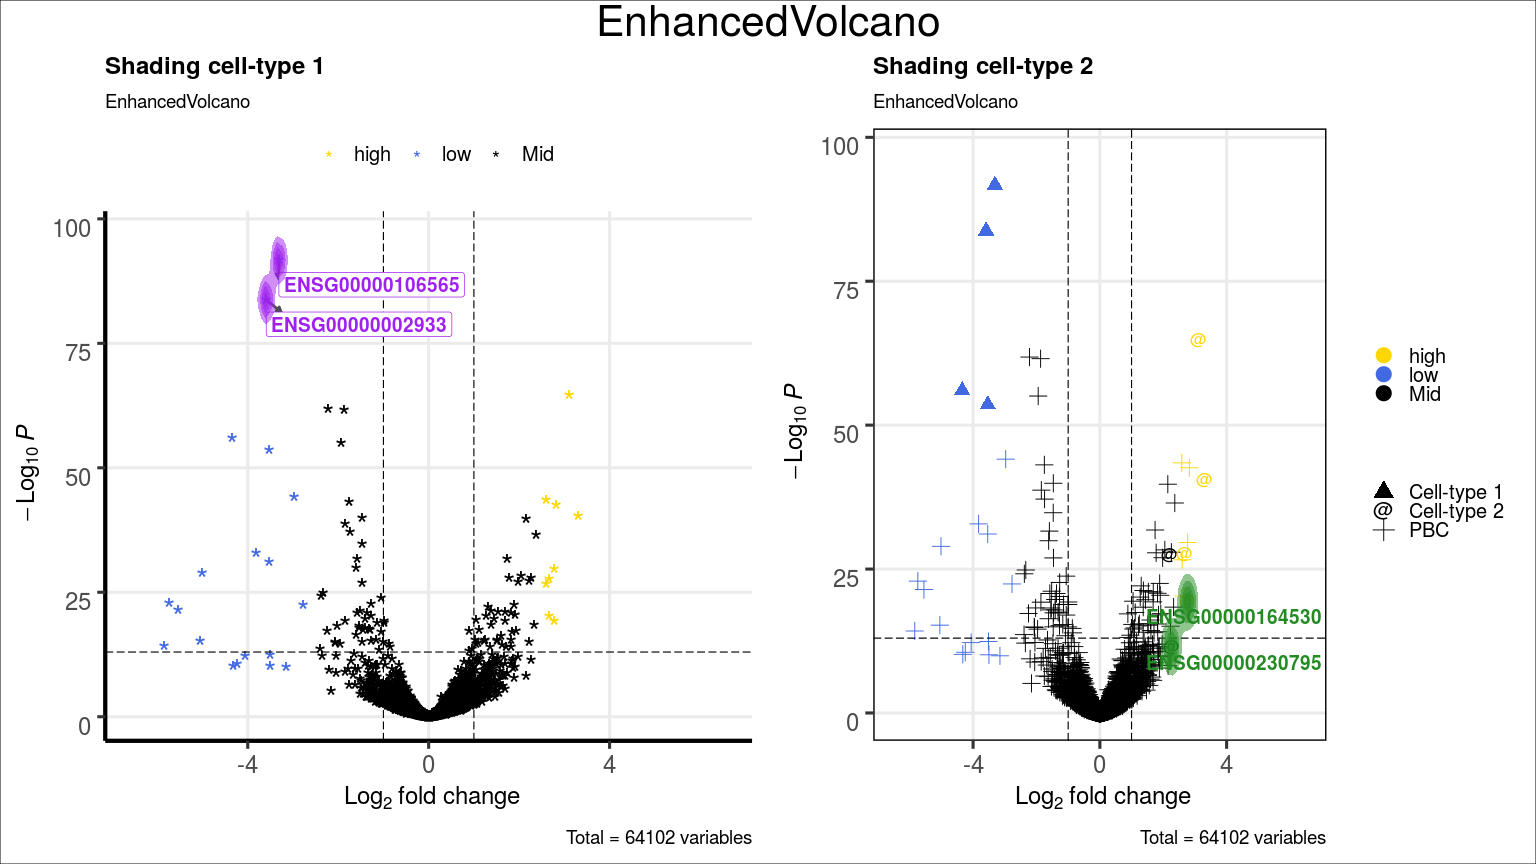 EnhancedVolcano
Shading cell-type 1
EnhancedVolcano
high low Mid
100
75
50
25
0
−Log10 P
ENSG00000106565
ENSG00000002933
-4 0 4
Log2 fold change
Total = 64102 variables
Shading cell-type 2
EnhancedVolcano
100
75
50
25
0
−Log10 P
@
@
@
@
@
ENSG00000164530
ENSG00000230795
-4 0 4
Log2 fold change
Total = 64102 variables
high
low
Mid
Cell-type 1
@ Cell-type 2
PBC